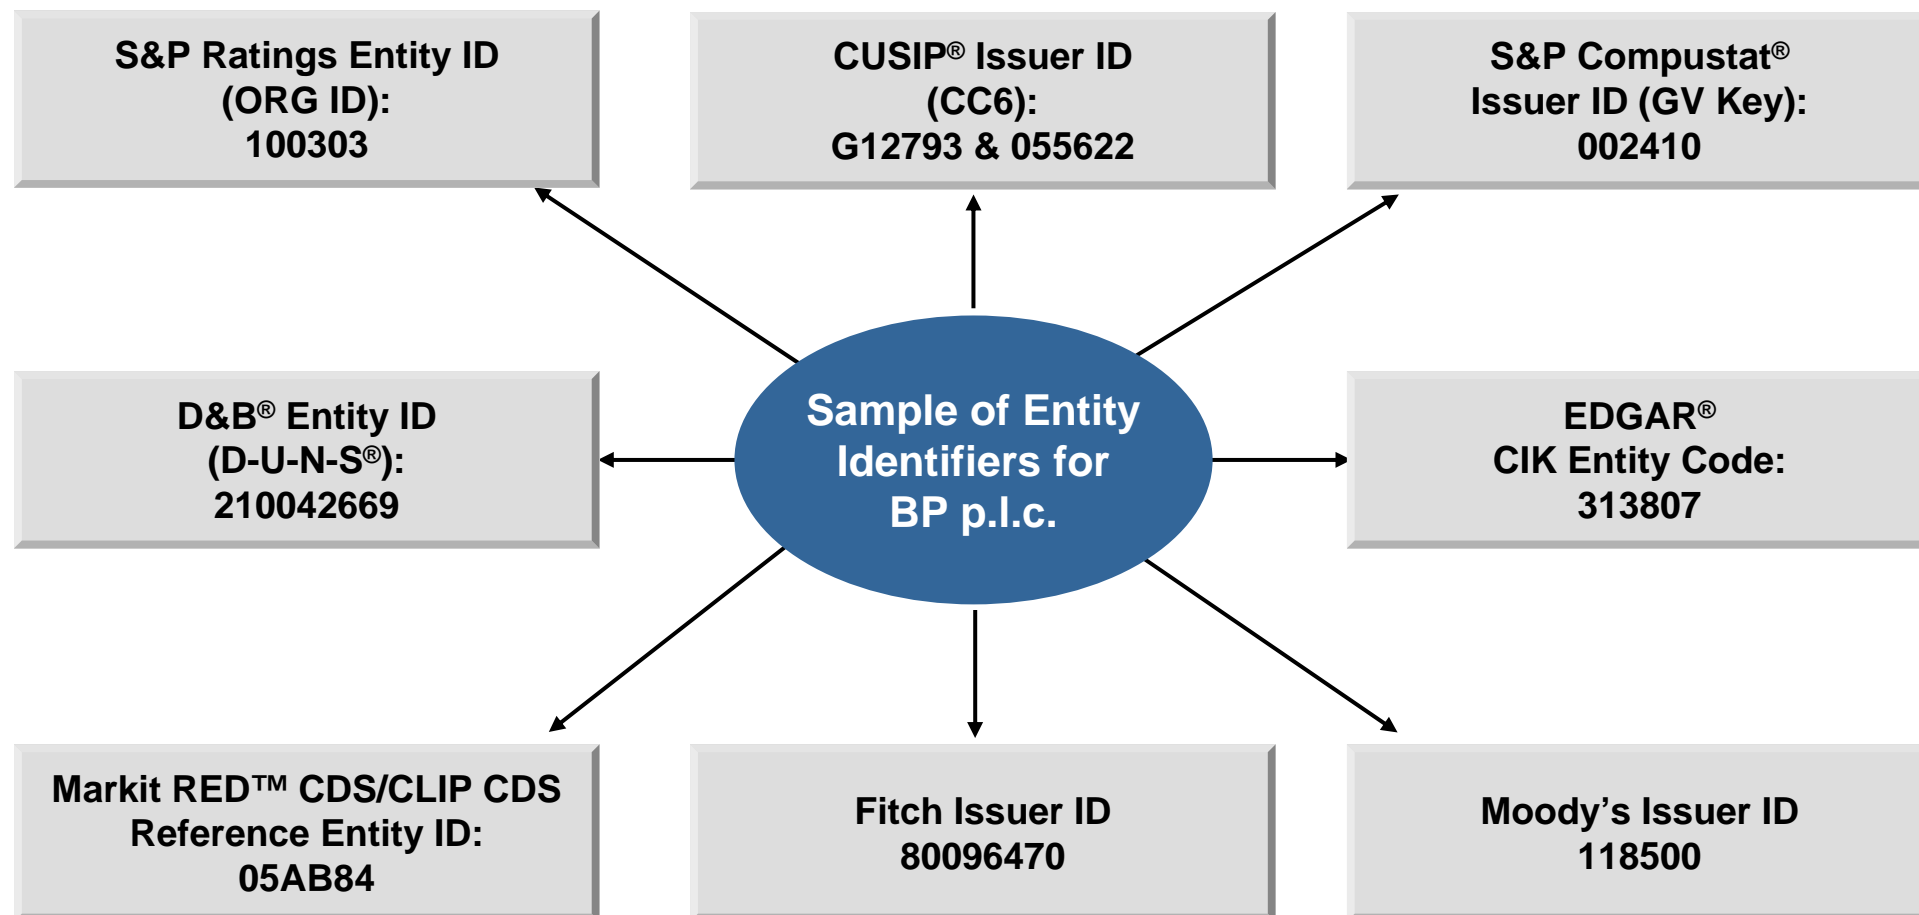 S&P Ratings Entity ID
(ORG ID):
100303
CUSIP® Issuer ID
(CC6):
G12793 & 055622
S&P Compustat®
Issuer ID (GV Key):
002410
D&B® Entity ID
(D-U-N-S®):
210042669
Sample of Entity
Identifiers for
BP p.l.c.
EDGAR®
CIK Entity Code:
313807
Markit RED™ CDS/CLIP CDS
Reference Entity ID:
05AB84
Fitch Issuer ID
80096470
Moody’s Issuer ID
118500